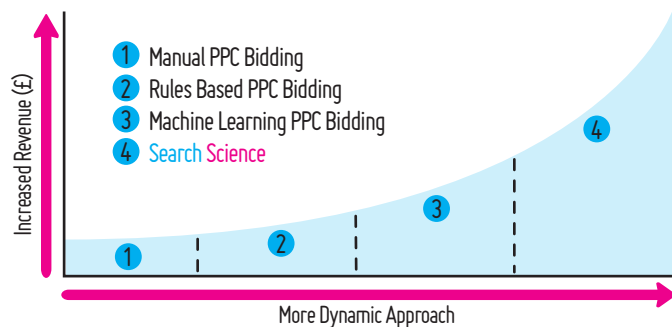 Increased Revenue (£)
1 Manual PPC Bidding
2 Rules Based PPC Bidding
3 Machine Learning PPC Bidding
4 Search Science
1
2
3
4
More Dynamic Approach